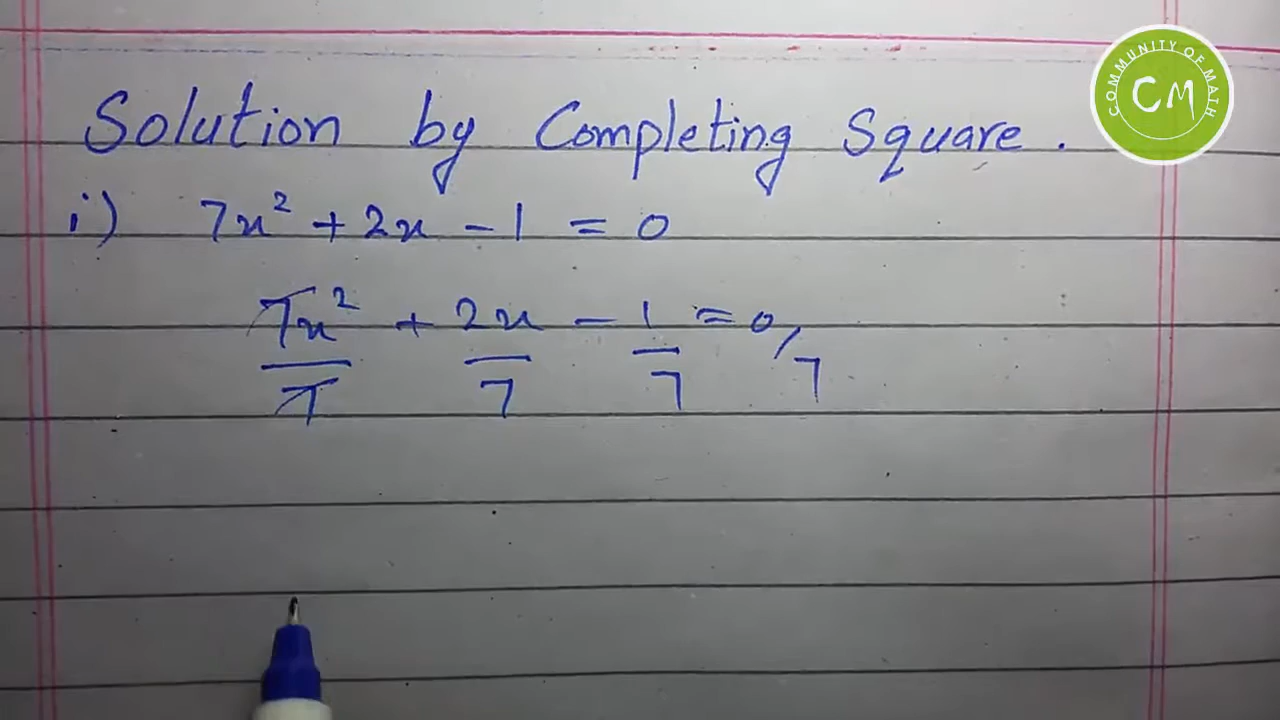 Solution by Completing Square.
i) 7x² + 2x - 1 = 0
7x²/7 + 2x/7 - 1/7 = 0/7
COMMUNITY OF MATH
CM